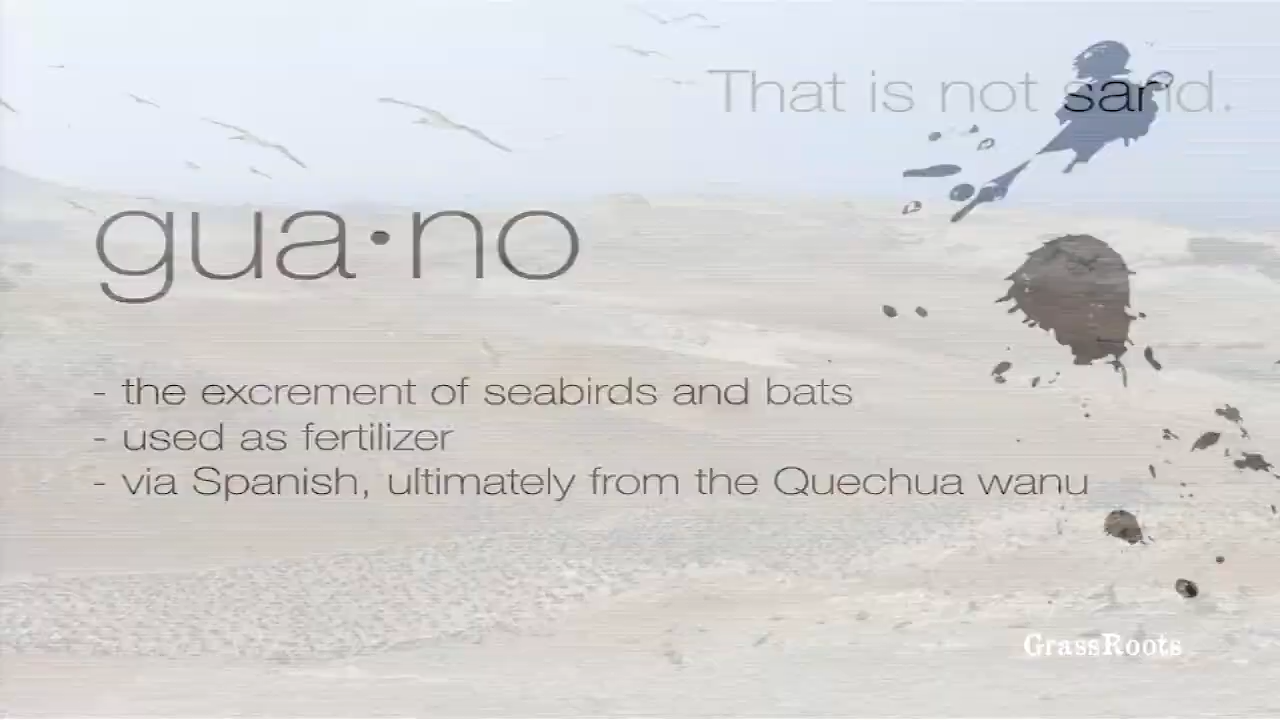 That is not sand.
gua·no
- the excrement of seabirds and bats
- used as fertilizer
- via Spanish, ultimately from the Quechua wanu
GrassRoots